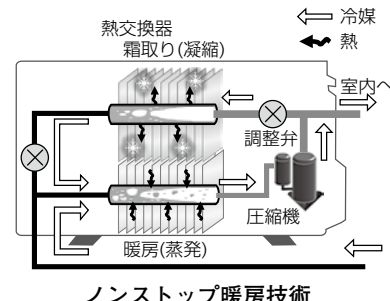 冷媒
熱
熱交換器
霜取り(凝縮)
室内へ
調整弁
圧縮機
暖房(蒸発)
ノンストップ暖房技術